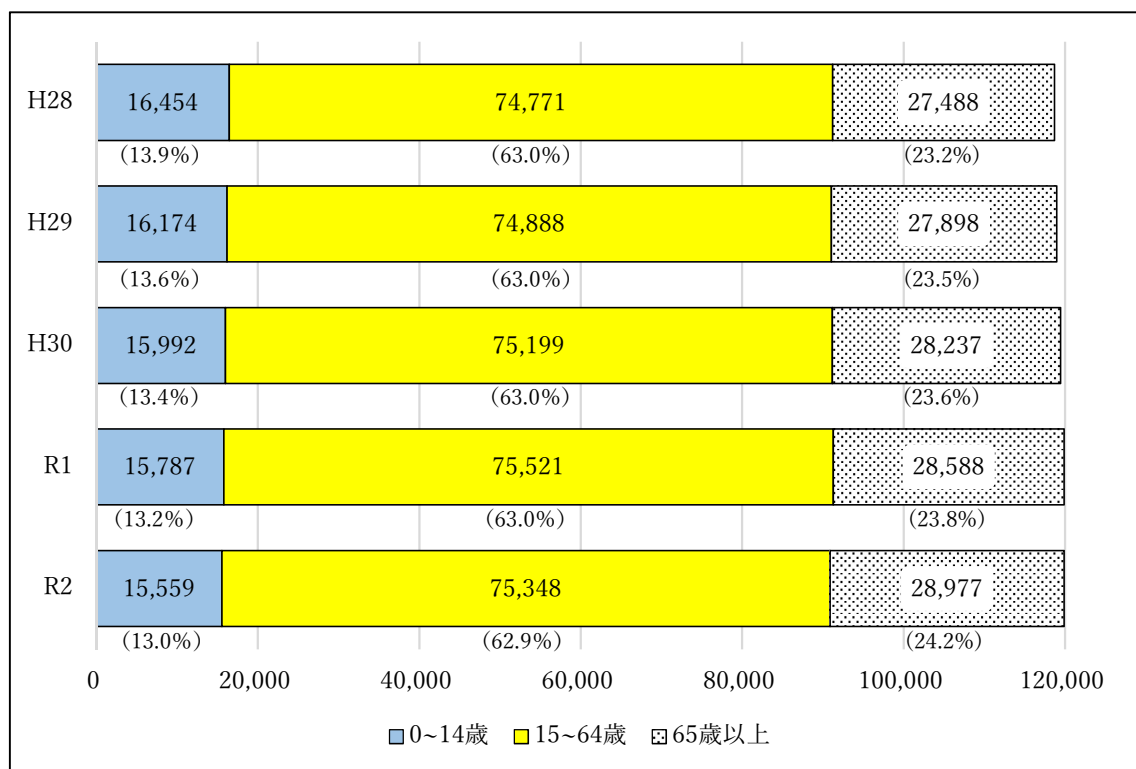 H28 16,454 74,771 27,488
(13.9%) (63.0%) (23.2%)
H29 16,174 74,888 27,898
(13.6%) (63.0%) (23.5%)
H30 15,992 75,199 28,237
(13.4%) (63.0%) (23.6%)
R1 15,787 75,521 28,588
(13.2%) (63.0%) (23.8%)
R2 15,559 75,348 28,977
(13.0%) (62.9%) (24.2%)
0 20,000 40,000 60,000 80,000 100,000 120,000
0~14歳 15~64歳 65歳以上